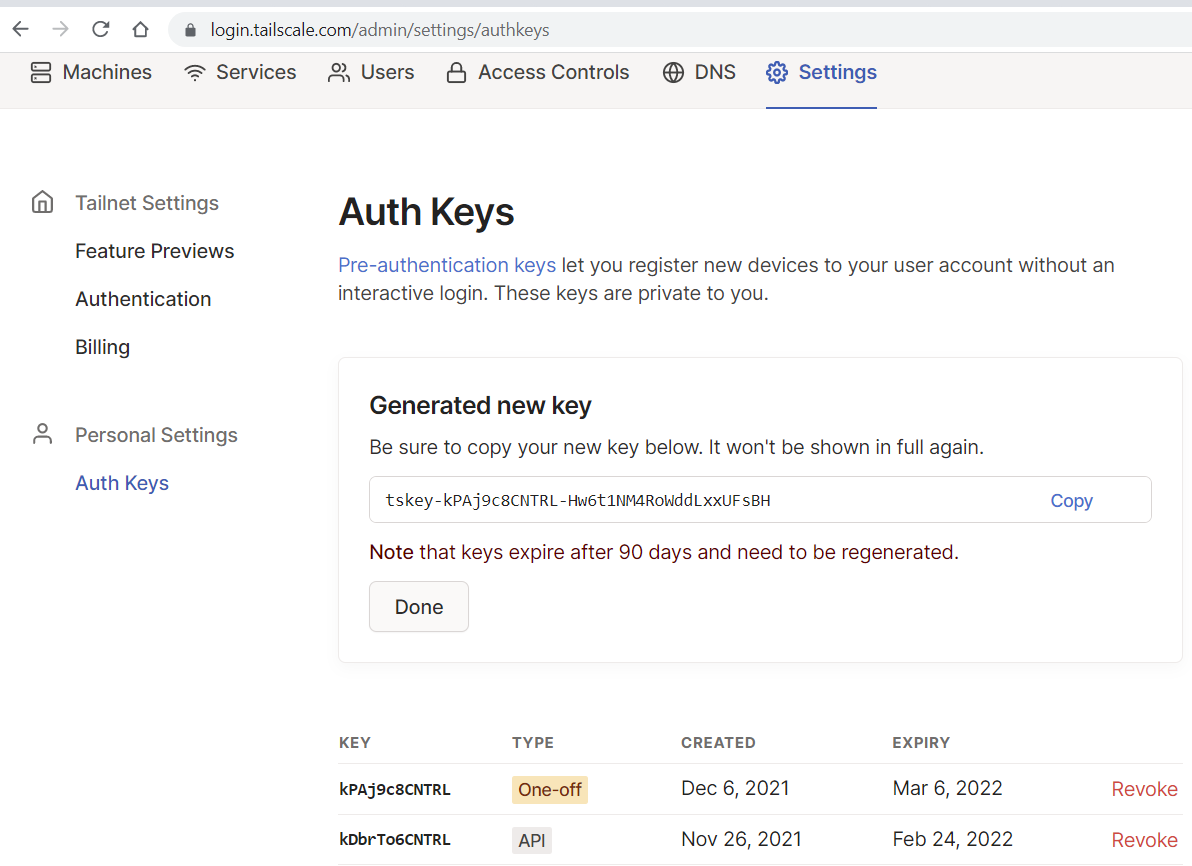 login.tailscale.com/admin/settings/authkeys
Machines Services Users Access Controls DNS Settings
Tailnet Settings
Feature Previews
Authentication
Billing
Personal Settings
Auth Keys
Auth Keys
Pre-authentication keys let you register new devices to your user account without an
interactive login. These keys are private to you.
Generated new key
Be sure to copy your new key below. It won't be shown in full again.
tskey-kPAj9c8CNTRL-Hw6t1NM4RoWddLxxUFsBH Copy
Note that keys expire after 90 days and need to be regenerated.
Done
KEY TYPE CREATED EXPIRY
kPAj9c8CNTRL One-off Dec 6, 2021 Mar 6, 2022 Revoke
kDbrTo6CNTRL API Nov 26, 2021 Feb 24, 2022 Revoke